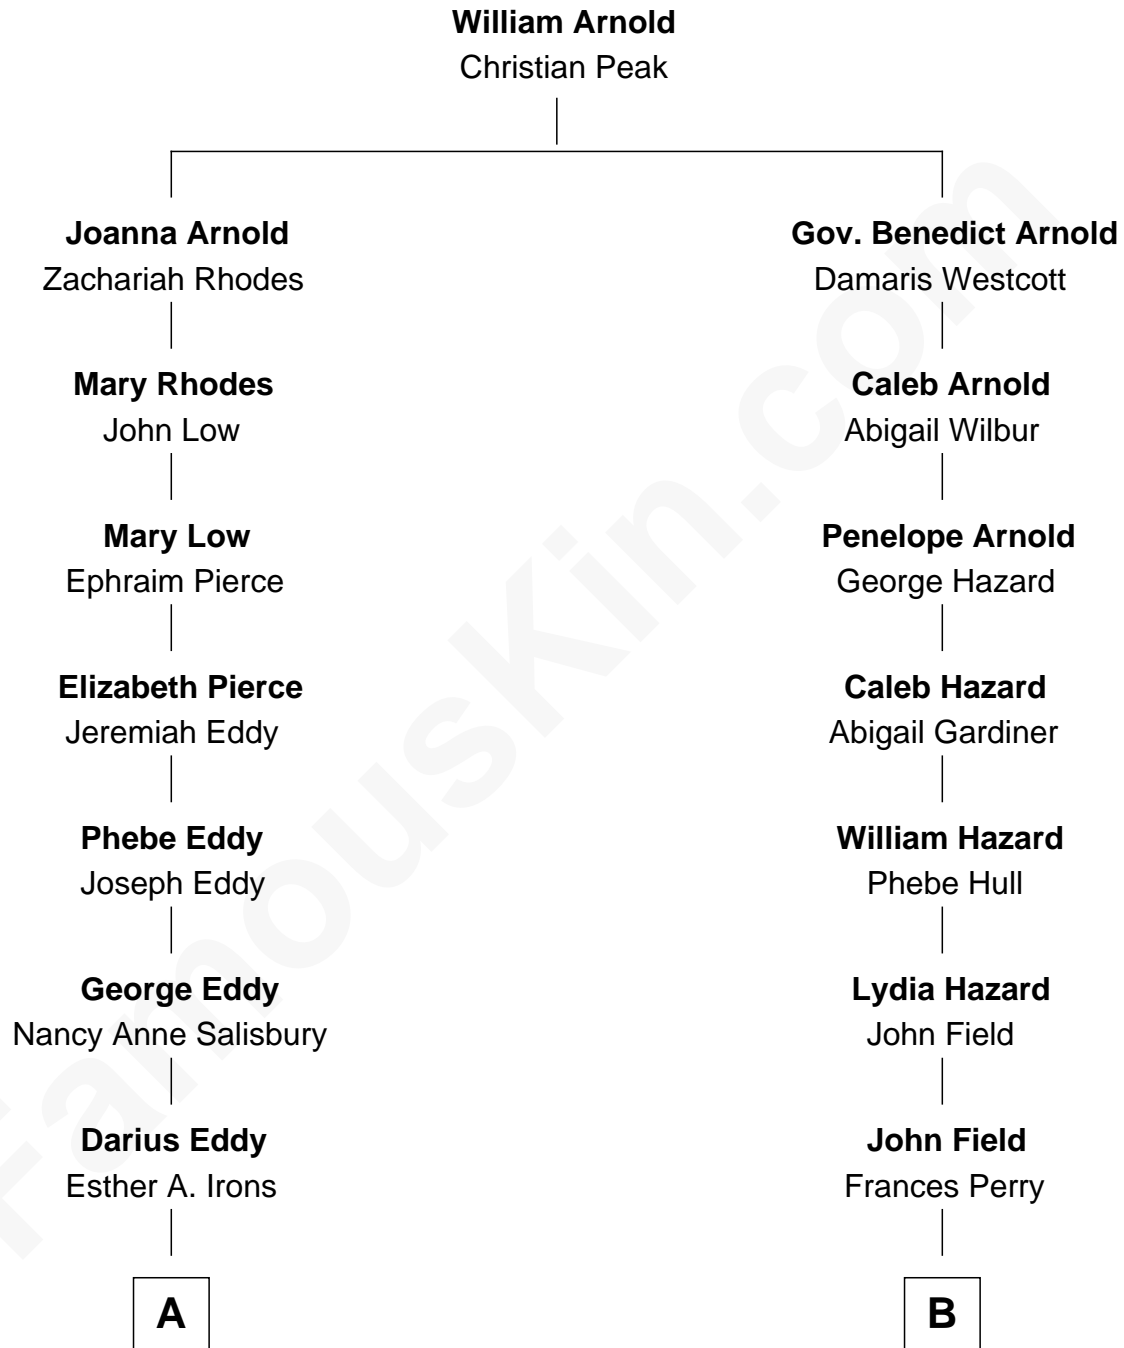 William Arnold
Christian Peak
Joanna Arnold
Zachariah Rhodes
Gov. Benedict Arnold
Damaris Westcott
Mary Rhodes
John Low
Caleb Arnold
Abigail Wilbur
Mary Low
Ephraim Pierce
Penelope Arnold
George Hazard
Elizabeth Pierce
Jeremiah Eddy
Caleb Hazard
Abigail Gardiner
Phebe Eddy
Joseph Eddy
William Hazard
Phebe Hull
George Eddy
Nancy Anne Salisbury
Lydia Hazard
John Field
Darius Eddy
Esther A. Irons
John Field
Frances Perry
A
B
FamousKin.com